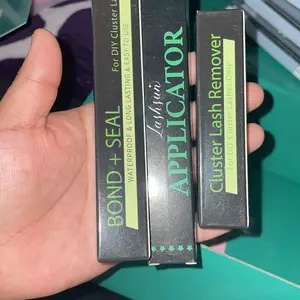 BOND + SEAL
WATERPROOF & LONG LASTING & EASY TO USE
For DIY Cluster La
Lashsun
APPLICATOR
Cluster Lash Remover
For DIY Cluster Lashes Only